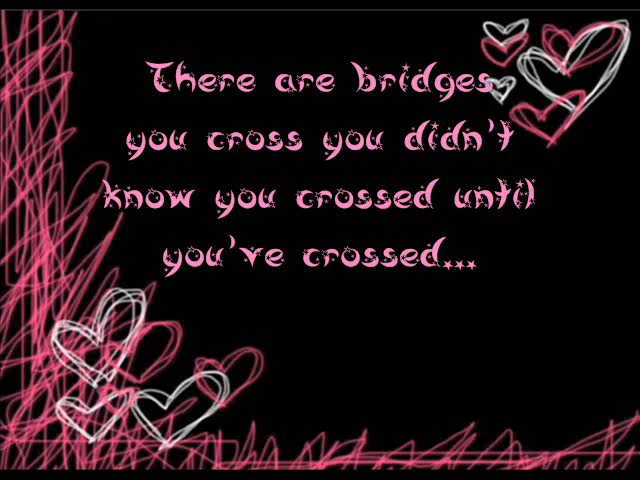 There are bridges
you cross you didn't
know you crossed until
you've crossed...